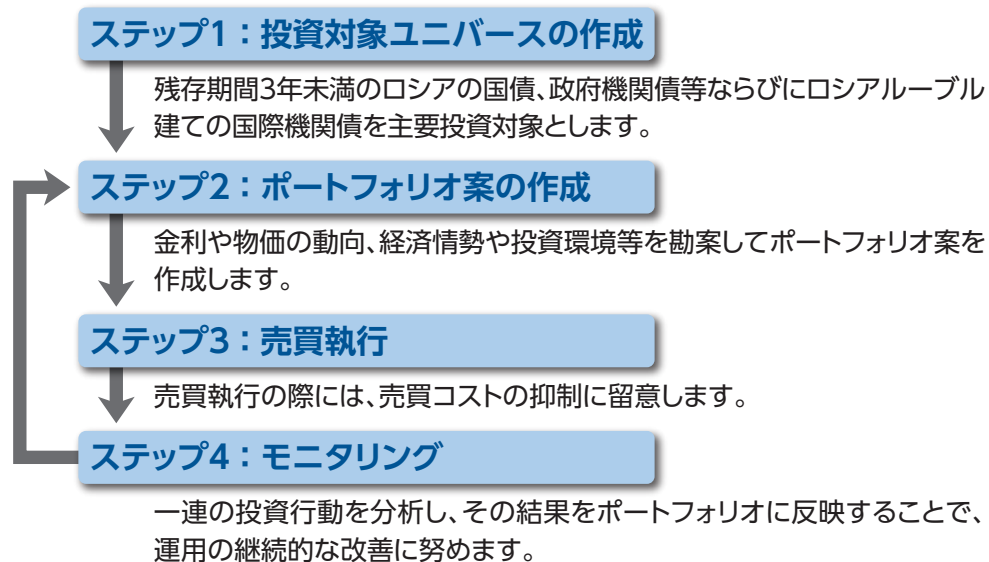 ステップ1：投資対象ユニバースの作成
残存期間3年未満のロシアの国債、政府機関債等ならびにロシアルーブル
建ての国際機関債を主要投資対象とします。
ステップ2：ポートフォリオ案の作成
金利や物価の動向、経済情勢や投資環境等を勘案してポートフォリオ案を
作成します。
ステップ3：売買執行
売買執行の際には、売買コストの抑制に留意します。
ステップ4：モニタリング
一連の投資行動を分析し、その結果をポートフォリオに反映することで、
運用の継続的な改善に努めます。